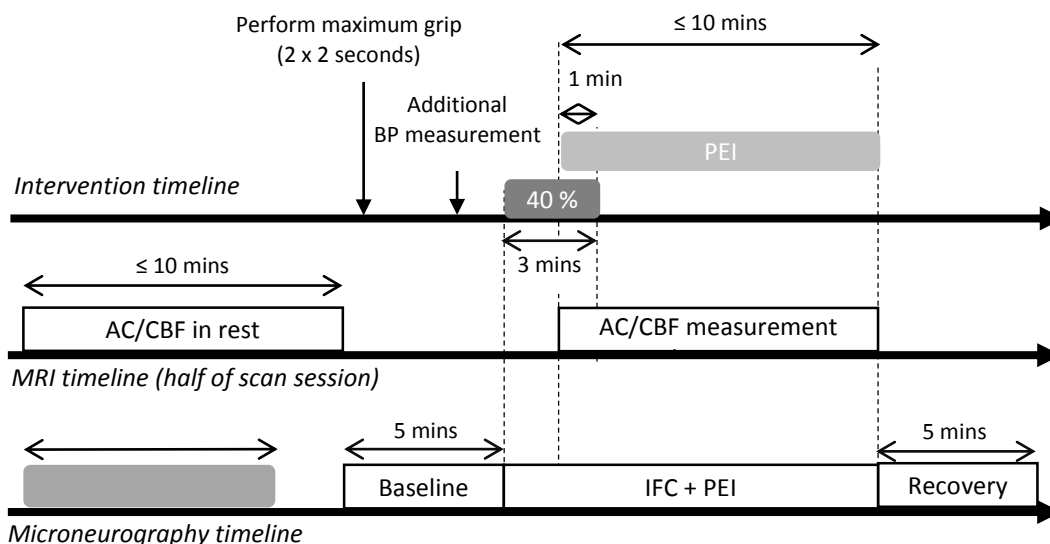 Perform maximum grip
(2 x 2 seconds)
≤ 10 mins
1 min
Additional
BP measurement
PEI
Intervention timeline
40 %
3 mins
≤ 10 mins
AC/CBF in rest
AC/CBF measurement
MRI timeline (half of scan session)
5 mins
5 mins
Baseline
IFC + PEI
Recovery
Microneurography timeline